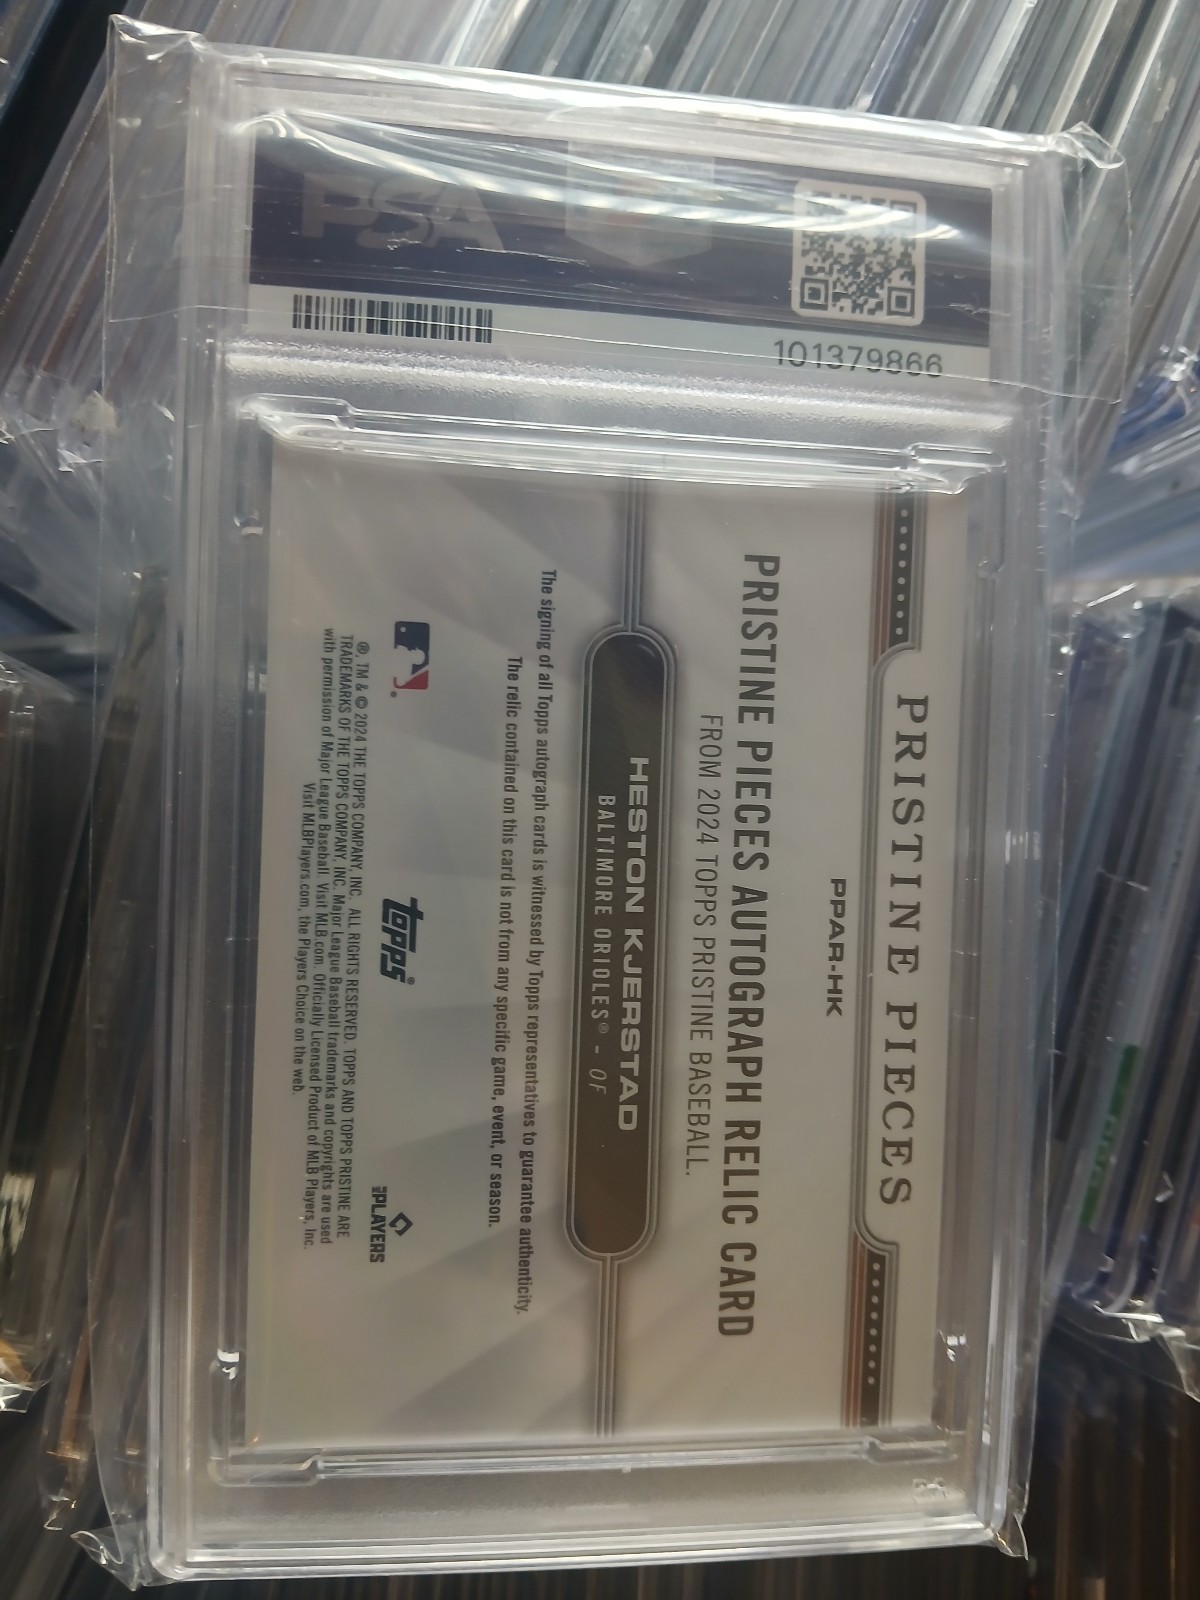 PSA
101379866
PRISTINE PIECES
PPAR-HK
PRISTINE PIECES AUTOGRAPH RELIC CARD
FROM 2024 TOPPS PRISTINE BASEBALL.
HESTON KJERSTAD
BALTIMORE ORIOLES® - OF
The signing of all Topps autograph cards is witnessed by Topps representatives to guarantee authenticity.
The relic contained on this card is not from any specific game, event, or season.
topps®
MLB PLAYERS
®, TM & © 2024 THE TOPPS COMPANY, INC. ALL RIGHTS RESERVED. TOPPS AND TOPPS PRISTINE ARE
TRADEMARKS OF THE TOPPS COMPANY, INC. Major League Baseball trademarks and copyrights are used
with permission of Major League Baseball. Visit MLB.com. Officially Licensed Product of MLB Players, Inc.
Visit MLBPlayers.com, the Players Choice on the web.